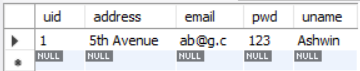 uid address email pwd uname
1 5th Avenue ab@g.c 123 Ashwin
NULL NULL NULL NULL NULL